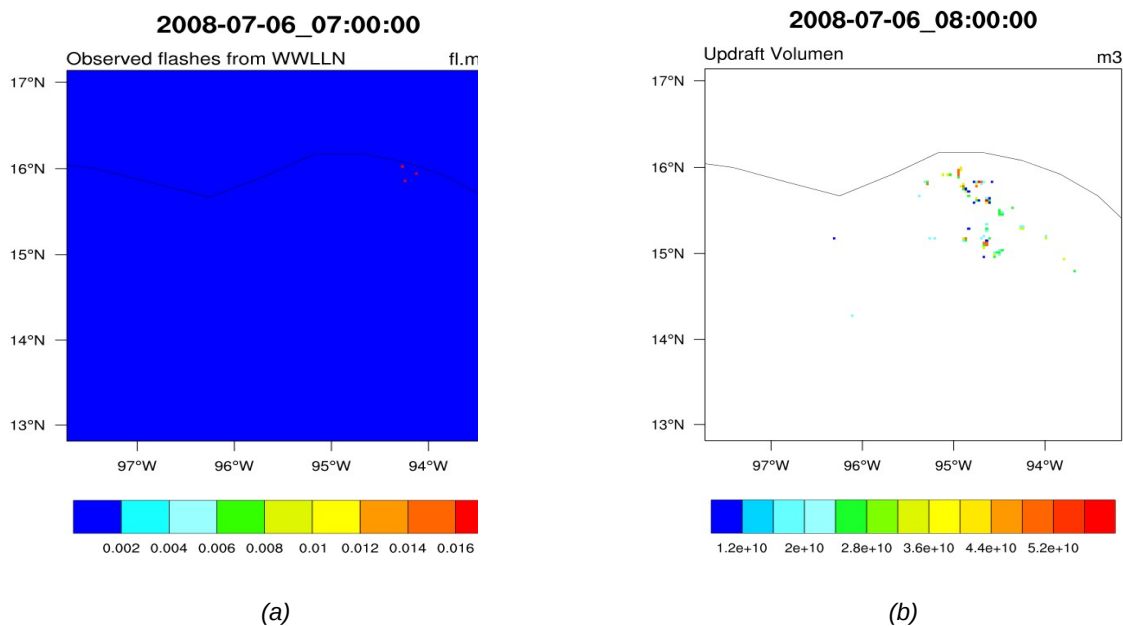 2008-07-06_07:00:00
Observed flashes from WWLLN fl.m
17°N
16°N
15°N
14°N
13°N
97°W 96°W 95°W 94°W
0.002 0.004 0.006 0.008 0.01 0.012 0.014 0.016
(a)
2008-07-06_08:00:00
Updraft Volumen m3
17°N
16°N
15°N
14°N
13°N
97°W 96°W 95°W 94°W
1.2e+10 2e+10 2.8e+10 3.6e+10 4.4e+10 5.2e+10
(b)